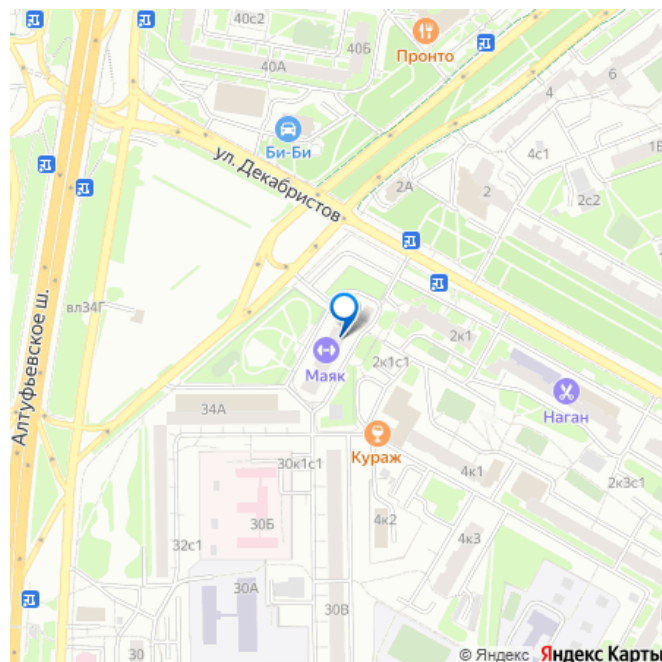 40с2
40Б
Пронто
40А
6
4
Би-Би
4с1
1Б
ул. Декабристов
2А
2
2с2
вл34Г
Алтуфьевское ш.
2к1
Маяк
2к1с1
Наган
34А
Кураж
30к1с1
4к1
2к3с1
30Б
4к2
32с1
4к3
30А
30В
30
© Яндекс Яндекс Карты